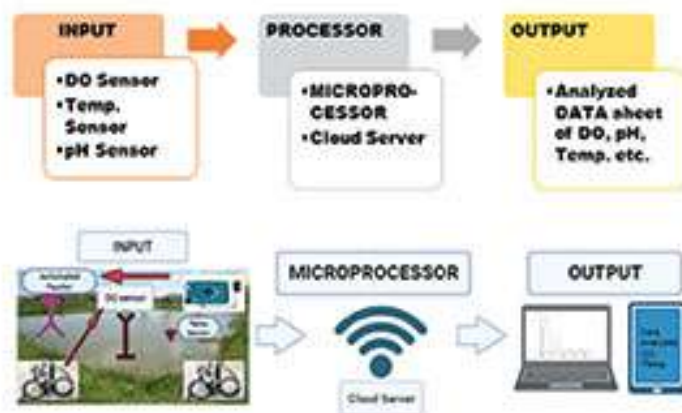 INPUT
PROCESSOR
OUTPUT
•DO Sensor
•Temp.
Sensor
•pH Sensor
•MICROPRO-
CESSOR
•Cloud Server
•Analyzed
DATA sheet
of DO, pH,
Temp. etc.
INPUT
MICROPROCESSOR
OUTPUT
DO sensor
Cloud Server